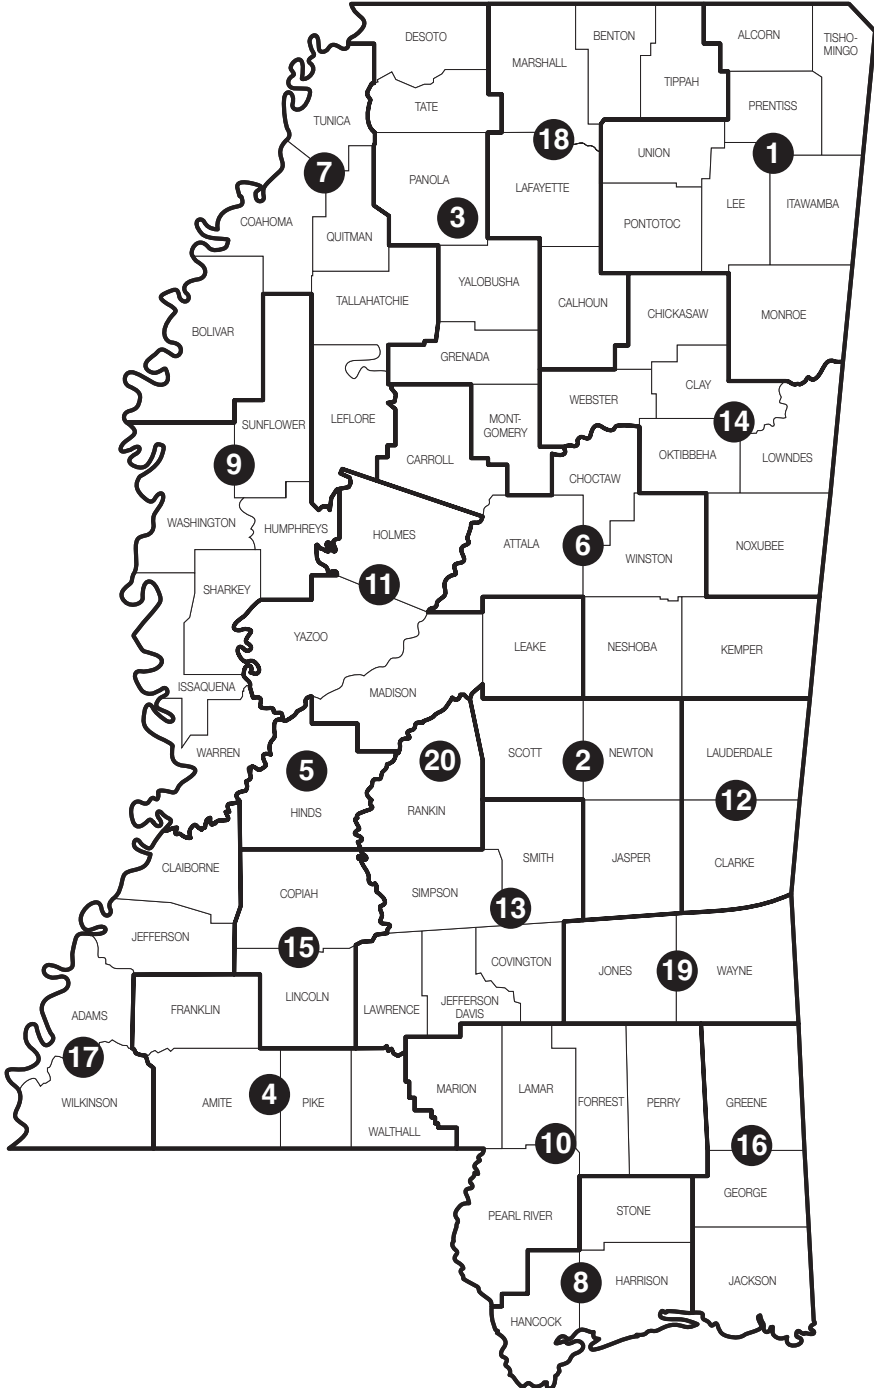 DESOTO
BENTON
ALCORN
TISHO-
MINGO
MARSHALL
TIPPAH
TATE
PRENTISS
TUNICA
18
UNION
1
7
PANOLA
LAFAYETTE
3
LEE
ITAWAMBA
COAHOMA
QUITMAN
PONTOTOC
YALOBUSHA
TALLAHATCHIE
CALHOUN
CHICKASAW
MONROE
BOLIVAR
GRENADA
CLAY
WEBSTER
SUNFLOWER
LEFLORE
MONT-
GOMERY
14
9
CARROLL
OKTIBBEHA
LOWNDES
CHOCTAW
WASHINGTON
HUMPHREYS
HOLMES
ATTALA
6
WINSTON
NOXUBEE
SHARKEY
11
YAZOO
LEAKE
NESHOBA
KEMPER
ISSAQUENA
MADISON
WARREN
5
20
SCOTT
2
NEWTON
LAUDERDALE
HINDS
RANKIN
12
SMITH
JASPER
CLARKE
CLAIBORNE
COPIAH
SIMPSON
13
JEFFERSON
15
COVINGTON
JONES
19
WAYNE
LINCOLN
FRANKLIN
LAWRENCE
JEFFERSON
DAVIS
ADAMS
17
WILKINSON
AMITE
4
PIKE
WALTHALL
MARION
LAMAR
FORREST
PERRY
GREENE
10
16
GEORGE
PEARL RIVER
STONE
8
HARRISON
JACKSON
HANCOCK